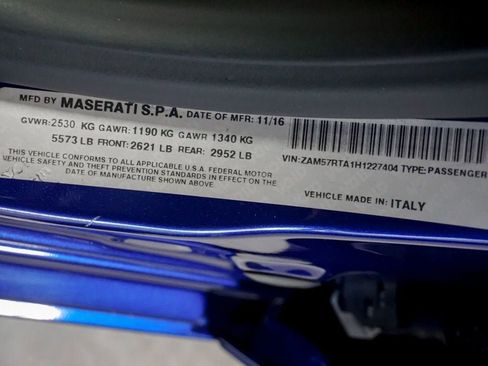 MFD BY MASERATI S.P.A. DATE OF MFR: 11/16
GVWR:2530 KG GAWR: 1190 KG GAWR 1340 KG
5573 LB FRONT: 2621 LB REAR: 2952 LB
THIS VEHICLE CONFORMS TO ALL U.S.A. FEDERAL MOTOR
VEHICLE SAFETY, BUMPER, AND
THEFT PREVENTION STANDARDS IN EFFECT ON THE
DATE OF MANUFACTURE SHOWN ABOVE
VIN:ZAM57RTA1H1227404 TYPE:PASSENGER
VEHICLE MADE IN: ITALY